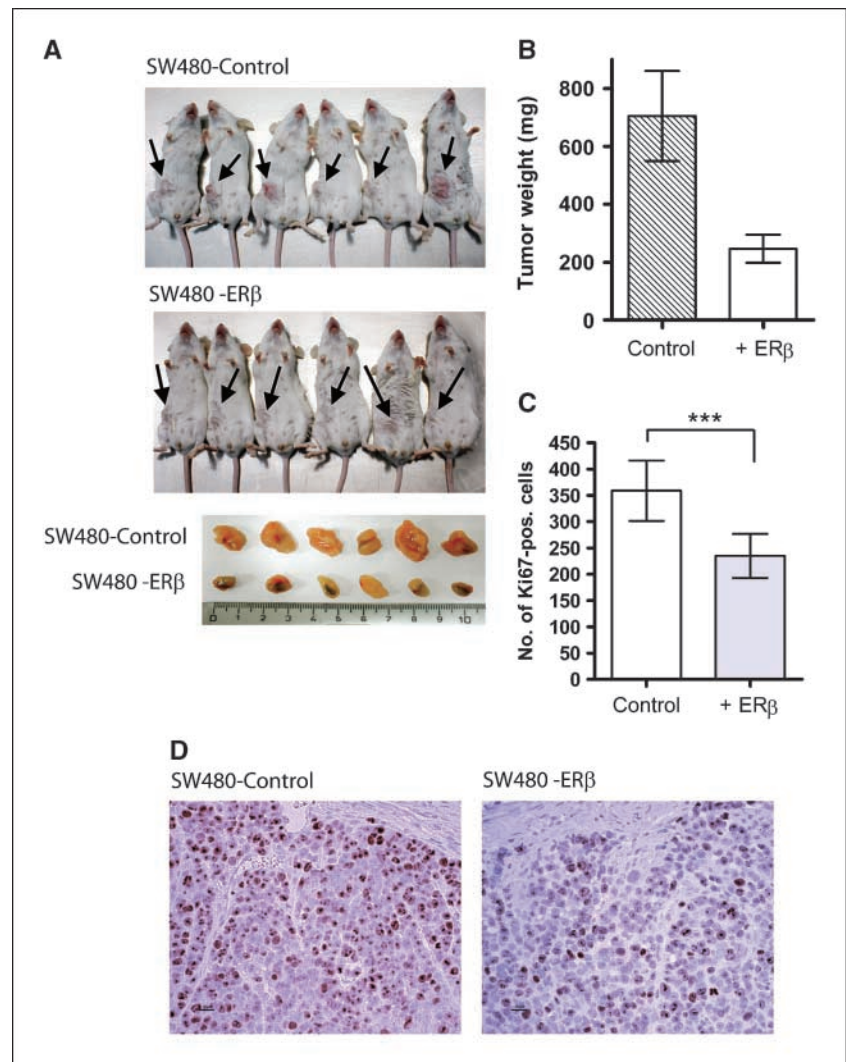 A
SW480-Control
SW480 -ERβ
SW480-Control
SW480 -ERβ
0 1 2 3 4 5 6 7 8 9 10
B
Tumor weight (mg)
800
600
400
200
0
Control
+ ERβ
C
***
No. of Ki67-pos. cells
450
400
350
300
250
200
150
100
50
0
Control
+ ERβ
D
SW480-Control
SW480 -ERβ